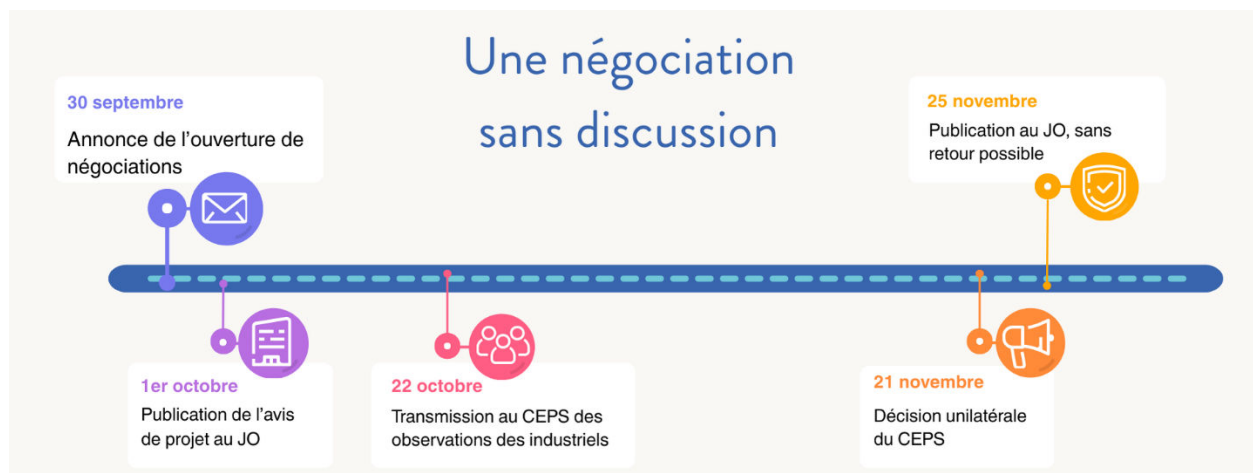 Une négociation
sans discussion
30 septembre
Annonce de l'ouverture de
négociations
1er octobre
Publication de l'avis
de projet au JO
22 octobre
Transmission au CEPS des
observations des industriels
21 novembre
Décision unilatérale
du CEPS
25 novembre
Publication au JO, sans
retour possible